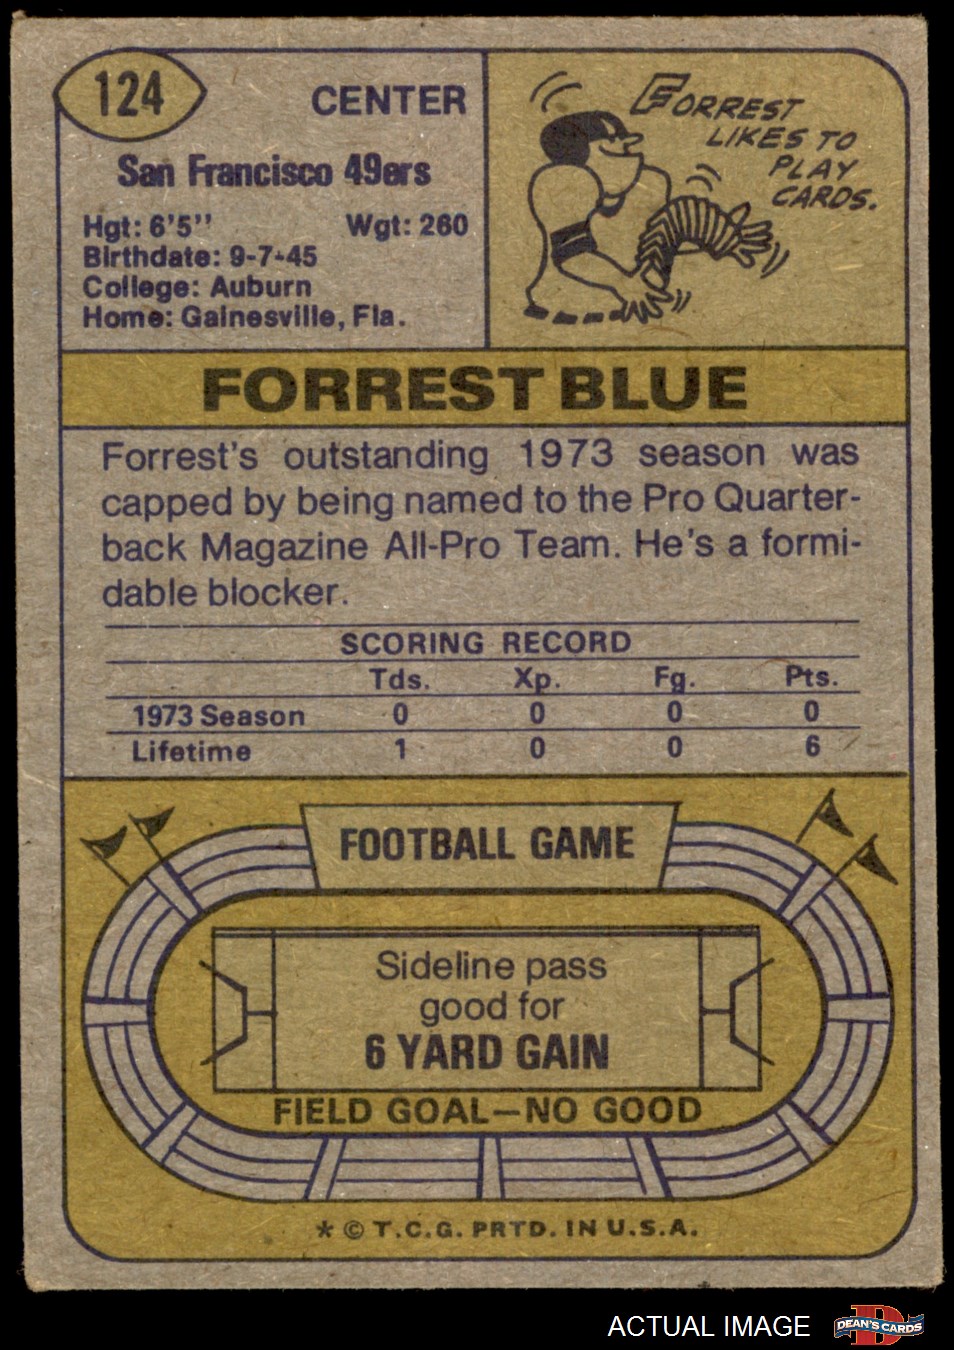 124
CENTER
San Francisco 49ers
Hgt: 6'5" Wgt: 260
Birthdate: 9-7-45
College: Auburn
Home: Gainesville, Fla.
FORREST
LIKES TO
PLAY
CARDS.
FORREST BLUE
Forrest's outstanding 1973 season was
capped by being named to the Pro Quarter-
back Magazine All-Pro Team. He's a formi-
dable blocker.
SCORING RECORD
Tds. Xp. Fg. Pts.
1973 Season 0 0 0 0
Lifetime 1 0 0 6
FOOTBALL GAME
Sideline pass
good for
6 YARD GAIN
FIELD GOAL—NO GOOD
* © T.C.G. PRTD. IN U.S.A.
ACTUAL IMAGE
D
DEAN'S CARDS